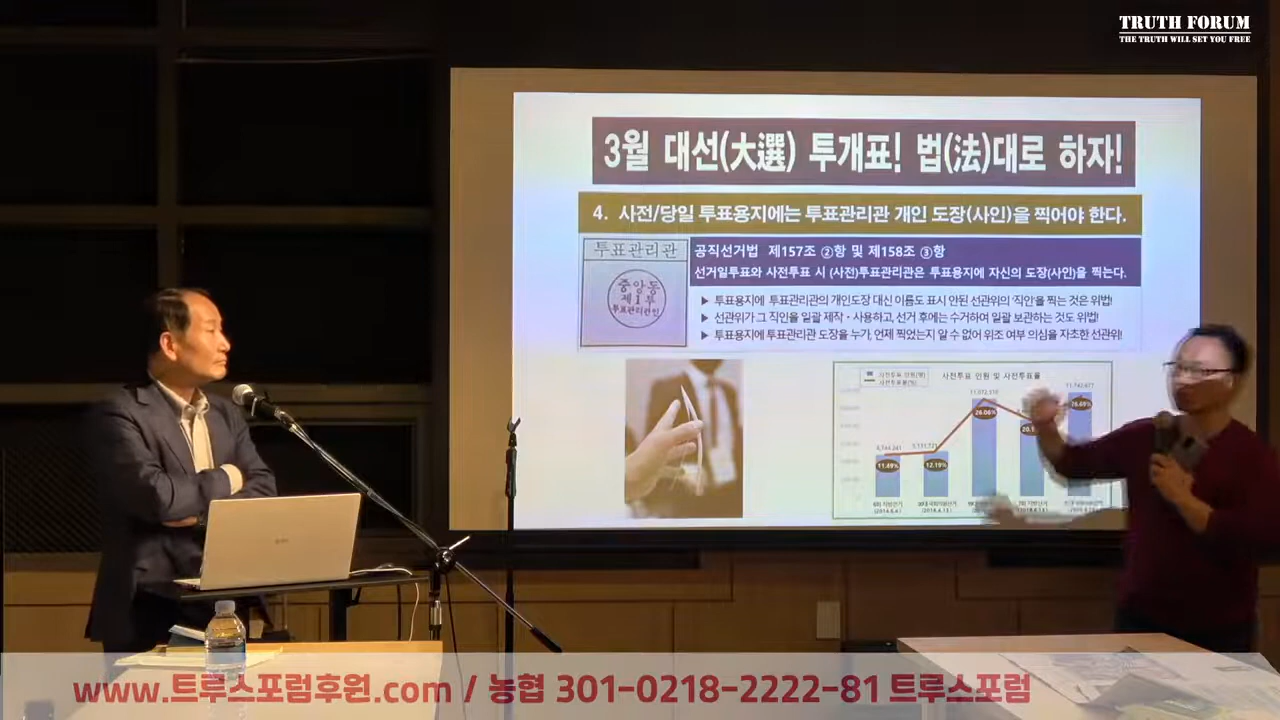 TRUTH FORUM
THE TRUTH WILL SET YOU FREE
3월 대선(大選) 투개표! 법(法)대로 하자!
4. 사전/당일 투표용지에는 투표관리관 개인 도장(사인)을 찍어야 한다.
투표관리관
중앙동
제1투
투표관리관인
공직선거법 제157조 ②항 및 제158조 ③항
선거일투표와 사전투표 시 (사전)투표관리관은 투표용지에 자신의 도장(사인)을 찍는다.
▶ 투표용지에 투표관리관의 개인도장 대신 이름도 표시 안된 선관위의 '직인'을 찍는 것은 위법!
▶ 선관위가 그 직인을 일괄 제작·사용하고, 선거 후에는 수거하여 일괄 보관하는 것도 위법!
▶ 투표용지에 투표관리관 도장을 누가, 언제 찍었는지 알 수 없어 위조 여부 의심을 자초한 선관위!
사전투표 인원 및 사전투표율
11.49%
12.19%
26.06%
26.69%
www.트루스포럼후원.com / 농협 301-0218-2222-81 트루스포럼